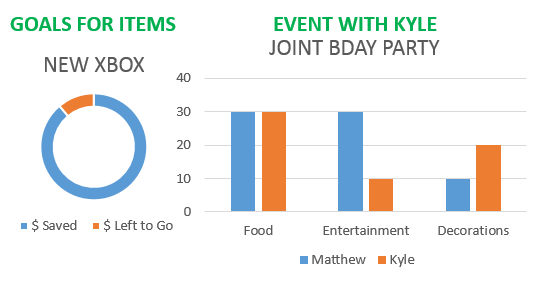 GOALS FOR ITEMS
NEW XBOX
$ Saved
$ Left to Go
EVENT WITH KYLE
JOINT BDAY PARTY
40
30
20
10
0
Food
Entertainment
Decorations
Matthew
Kyle